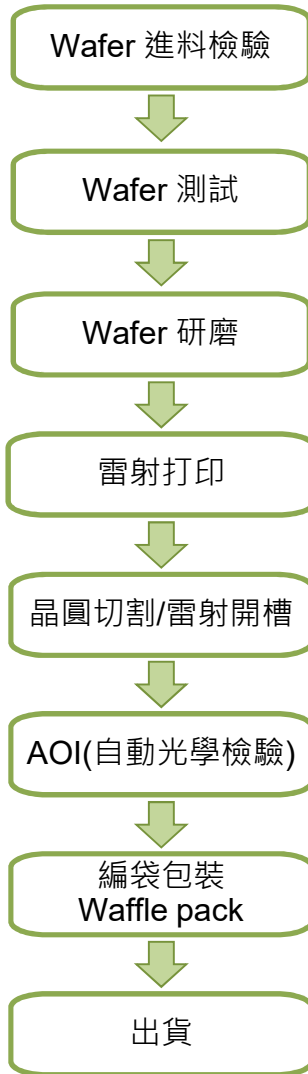 Wafer 進料檢驗
Wafer 測試
Wafer 研磨
雷射打印
晶圓切割/雷射開槽
AOI(自動光學檢驗)
編袋包裝
Waffle pack
出貨